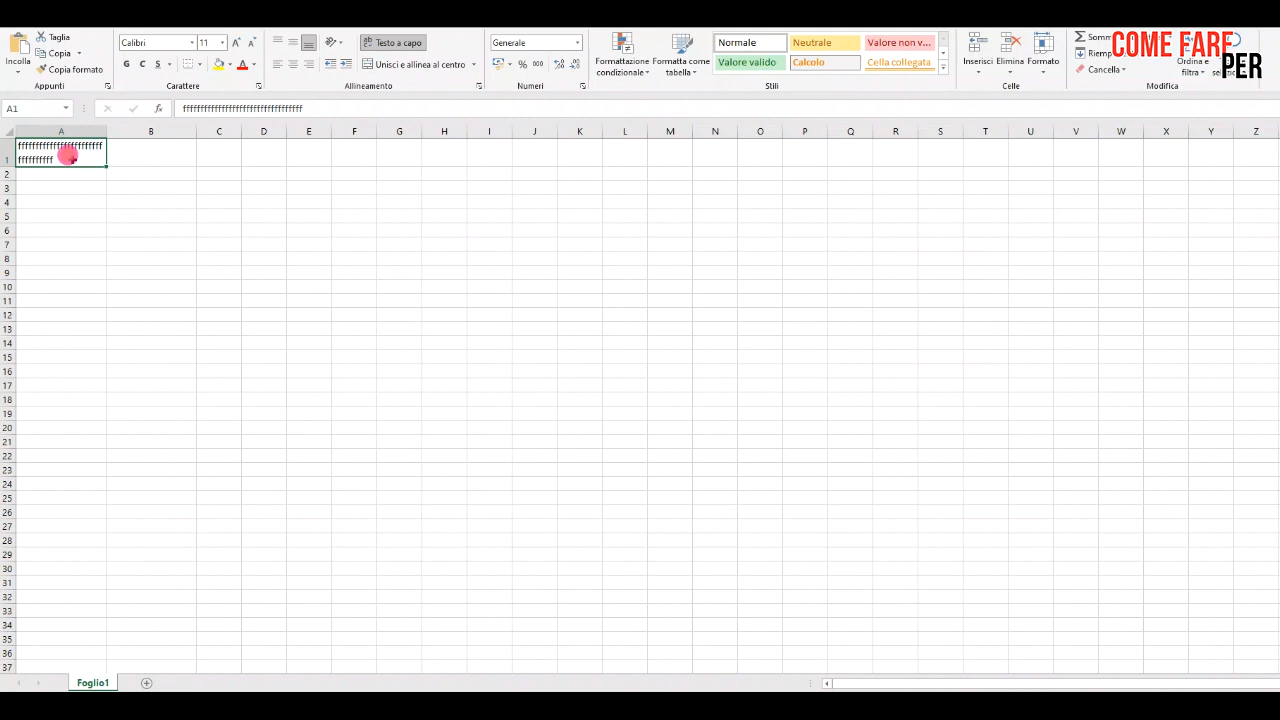 COME FARE
PER
Incolla
Taglia
Copia
Copia formato
Appunti
Calibri
11
G C S
Carattere
Testo a capo
Unisci e allinea al centro
Allineamento
Generale
% 000
Numeri
Formattazione
condizionale
Formatta come
tabella
Normale
Neutrale
Valore non v...
Valore valido
Calcolo
Cella collegata
Stili
Inserisci
Elimina
Formato
Celle
Cancella
Ordina e
filtra
Modifica
A1
fx
A B C D E F G H I J K L M N O P Q R S T U V W X Y Z
1
2
3
4
5
6
7
8
9
10
11
12
13
14
15
16
17
18
19
20
21
22
23
24
25
26
27
28
29
30
31
32
33
34
35
36
37
Foglio1